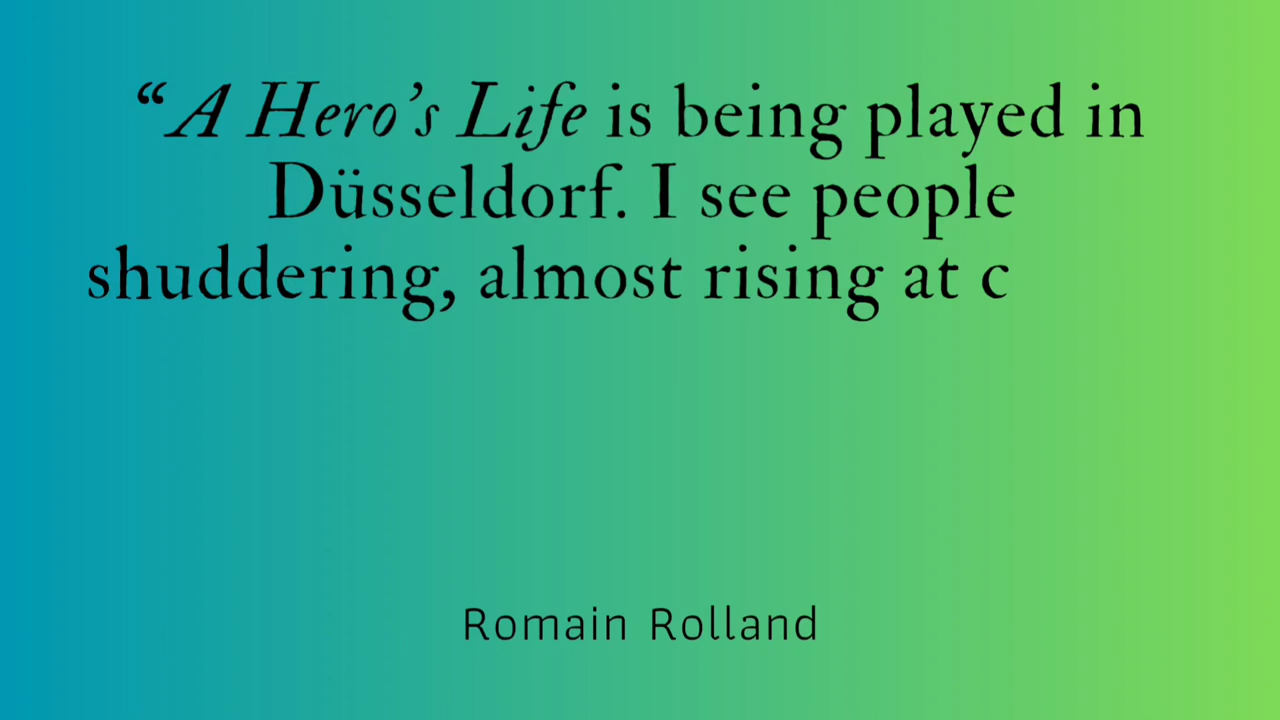 “A Hero’s Life is being played in
Düsseldorf. I see people
shuddering, almost rising at c
Romain Rolland